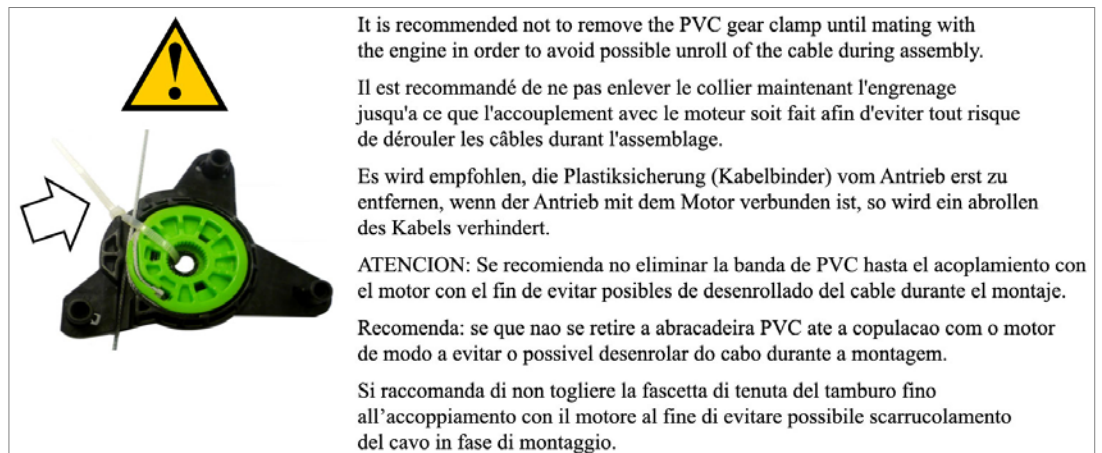 It is recommended not to remove the PVC gear clamp until mating with
the engine in order to avoid possible unroll of the cable during assembly.
Il est recommandé de ne pas enlever le collier maintenant l'engrenage
jusqu'a ce que l'accouplement avec le moteur soit fait afin d'eviter tout risque
de dérouler les câbles durant l'assemblage.
Es wird empfohlen, die Plastiksicherung (Kabelbinder) vom Antrieb erst zu
entfernen, wenn der Antrieb mit dem Motor verbunden ist, so wird ein abrollen
des Kabels verhindert.
ATENCION: Se recomienda no eliminar la banda de PVC hasta el acoplamiento con
el motor con el fin de evitar posibles de desenrollado del cable durante el montaje.
Recomenda: se que nao se retire a abracadeira PVC ate a copulacao com o motor
de modo a evitar o possivel desenrolar do cabo durante a montagem.
Si raccomanda di non togliere la fascetta di tenuta del tamburo fino
all’accoppiamento con il motore al fine di evitare possibile scarrucolamento
del cavo in fase di montaggio.